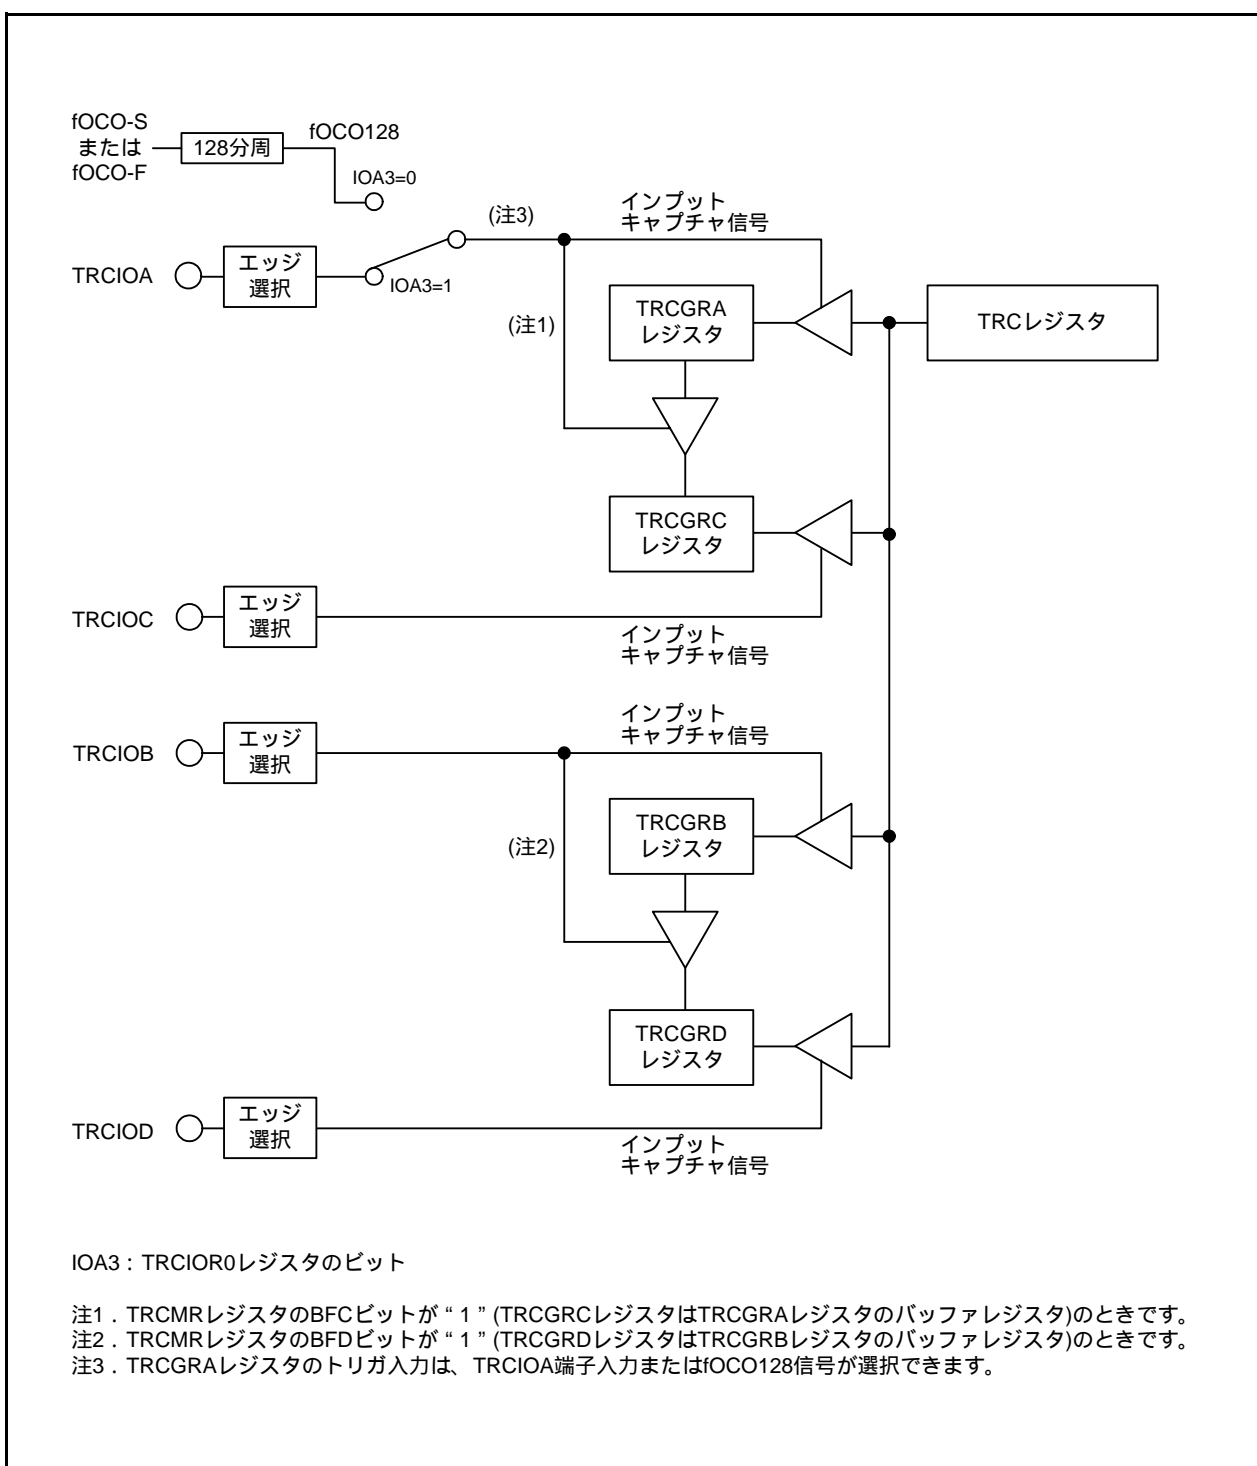 fOCO-S
または
fOCO-F
128分周
fOCO128
IOA3=0
(注3)
インプット
キャプチャ信号
TRCIOA
エッジ
選択
IOA3=1
(注1)
TRCGRA
レジスタ
TRCレジスタ
TRCGRC
レジスタ
TRCIOC
エッジ
選択
インプット
キャプチャ信号
インプット
キャプチャ信号
TRCIOB
エッジ
選択
(注2)
TRCGRB
レジスタ
TRCGRD
レジスタ
TRCIOD
エッジ
選択
インプット
キャプチャ信号
IOA3：TRCIOR0レジスタのビット
注1．TRCMRレジスタのBFCビットが“1”(TRCGRCレジスタはTRCGRAレジスタのバッファレジスタ)のときです。
注2．TRCMRレジスタのBFDビットが“1”(TRCGRDレジスタはTRCGRBレジスタのバッファレジスタ)のときです。
注3．TRCGRAレジスタのトリガ入力は、TRCIOA端子入力またはfOCO128信号が選択できます。